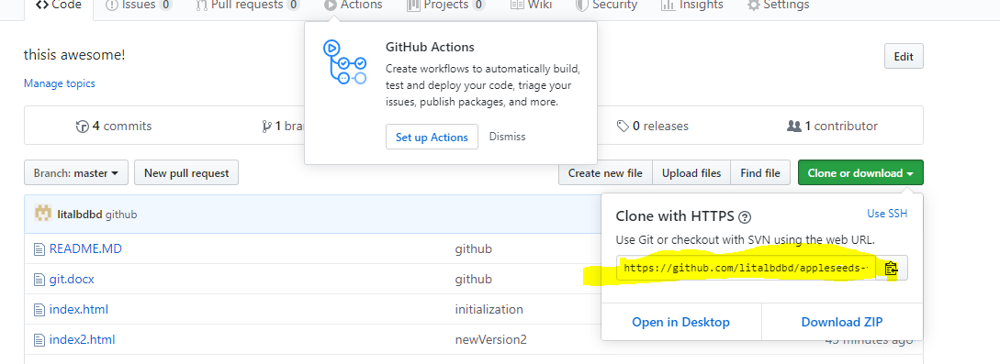 Code Issues 0 Pull requests 0 Actions Projects 0 Wiki Security Insights Settings
thisis awesome!
Edit
Manage topics
GitHub Actions
Create workflows to automatically build,
test and deploy your code, triage your
issues, publish packages, and more.
Set up Actions Dismiss
4 commits 1 0 releases 1 contributor
Branch: master New pull request Create new file Upload files Find file Clone or download
litalbdbd github
README.MD github
git.docx github
index.html initialization
index2.html newVersion2
Clone with HTTPS Use SSH
Use Git or checkout with SVN using the web URL.
https://github.com/litalbdbd/appleseeds-
Open in Desktop Download ZIP
45 minutes ago